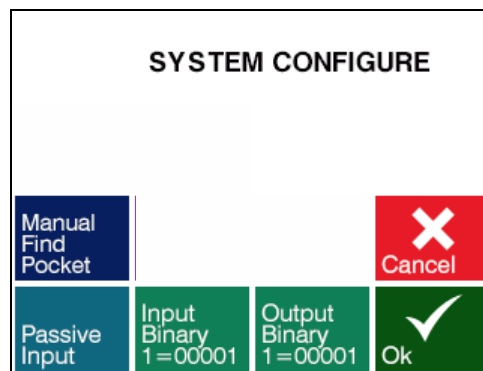 SYSTEM CONFIGURE
Manual
Find
Pocket
Cancel
Passive
Input
Input
Binary
1=00001
Output
Binary
1=00001
Ok